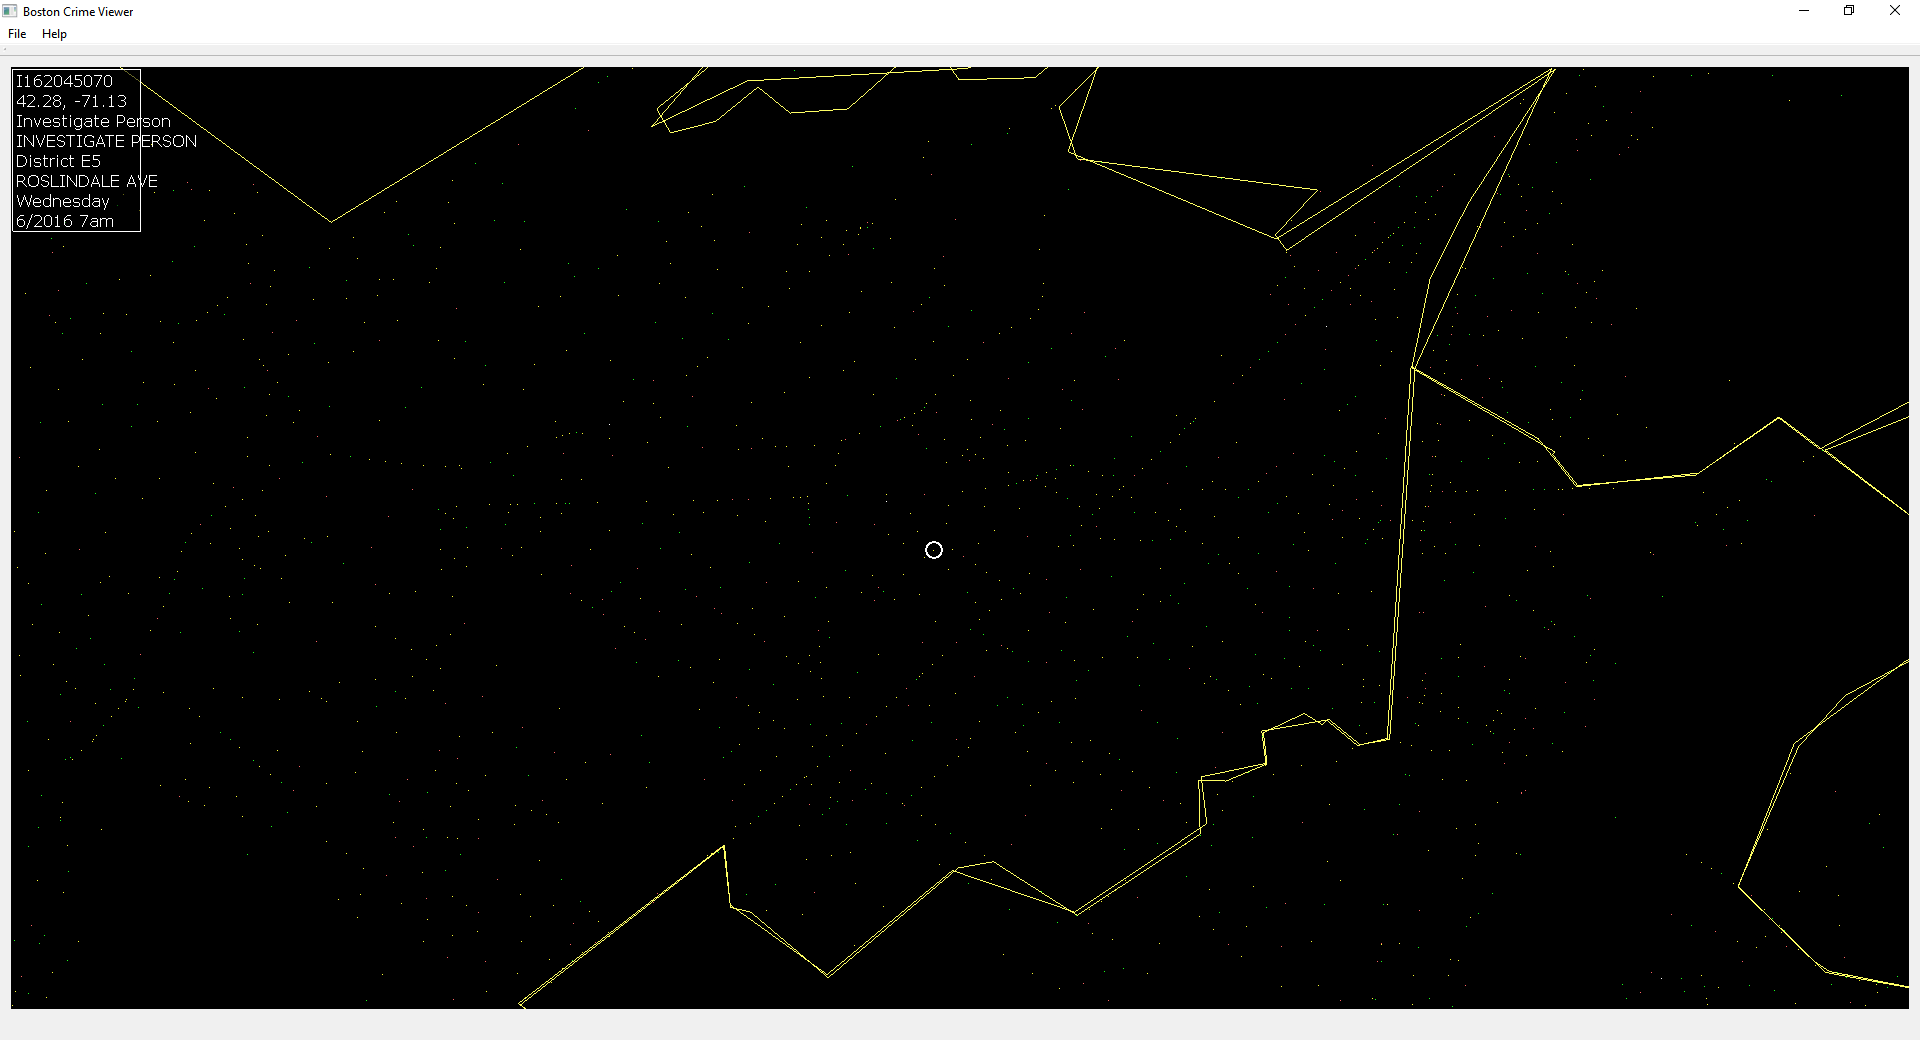 Boston Crime Viewer
File Help
I162045070
42.28, -71.13
Investigate Person
INVESTIGATE PERSON
District E5
ROSLINDALE AVE
Wednesday
6/2016 7am